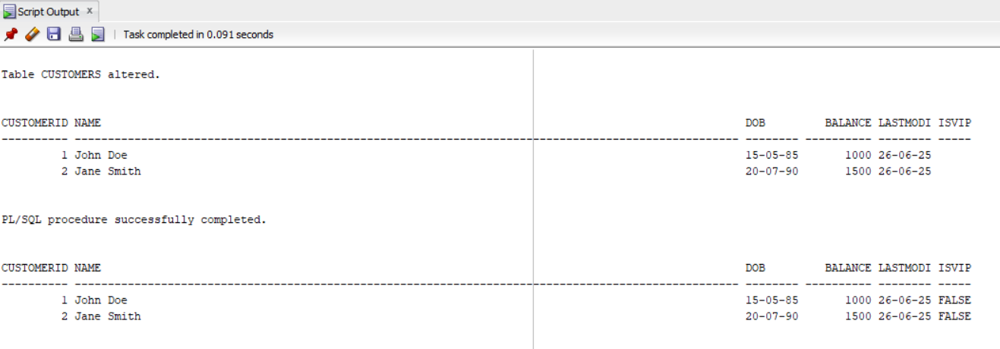 Script Output x
Task completed in 0.091 seconds
Table CUSTOMERS altered.
CUSTOMERID NAME DOB BALANCE LASTMODI ISVIP
---------- ---------------------------------------------------------------------------------------------------- -------- ---------- -------- -----
1 John Doe 15-05-85 1000 26-06-25
2 Jane Smith 20-07-90 1500 26-06-25
PL/SQL procedure successfully completed.
CUSTOMERID NAME DOB BALANCE LASTMODI ISVIP
---------- ---------------------------------------------------------------------------------------------------- -------- ---------- -------- -----
1 John Doe 15-05-85 1000 26-06-25 FALSE
2 Jane Smith 20-07-90 1500 26-06-25 FALSE